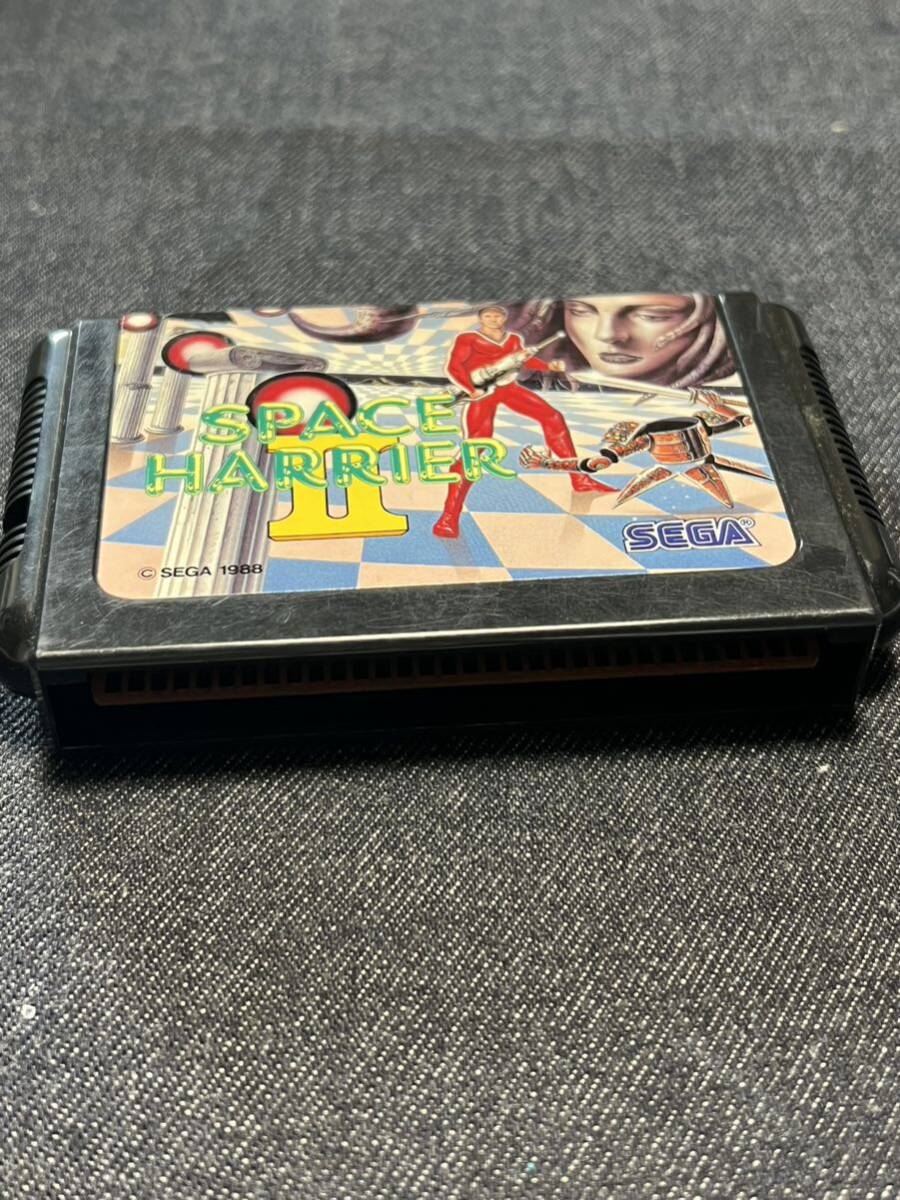 SPACE
HARRIER
II
SEGA®
© SEGA 1988